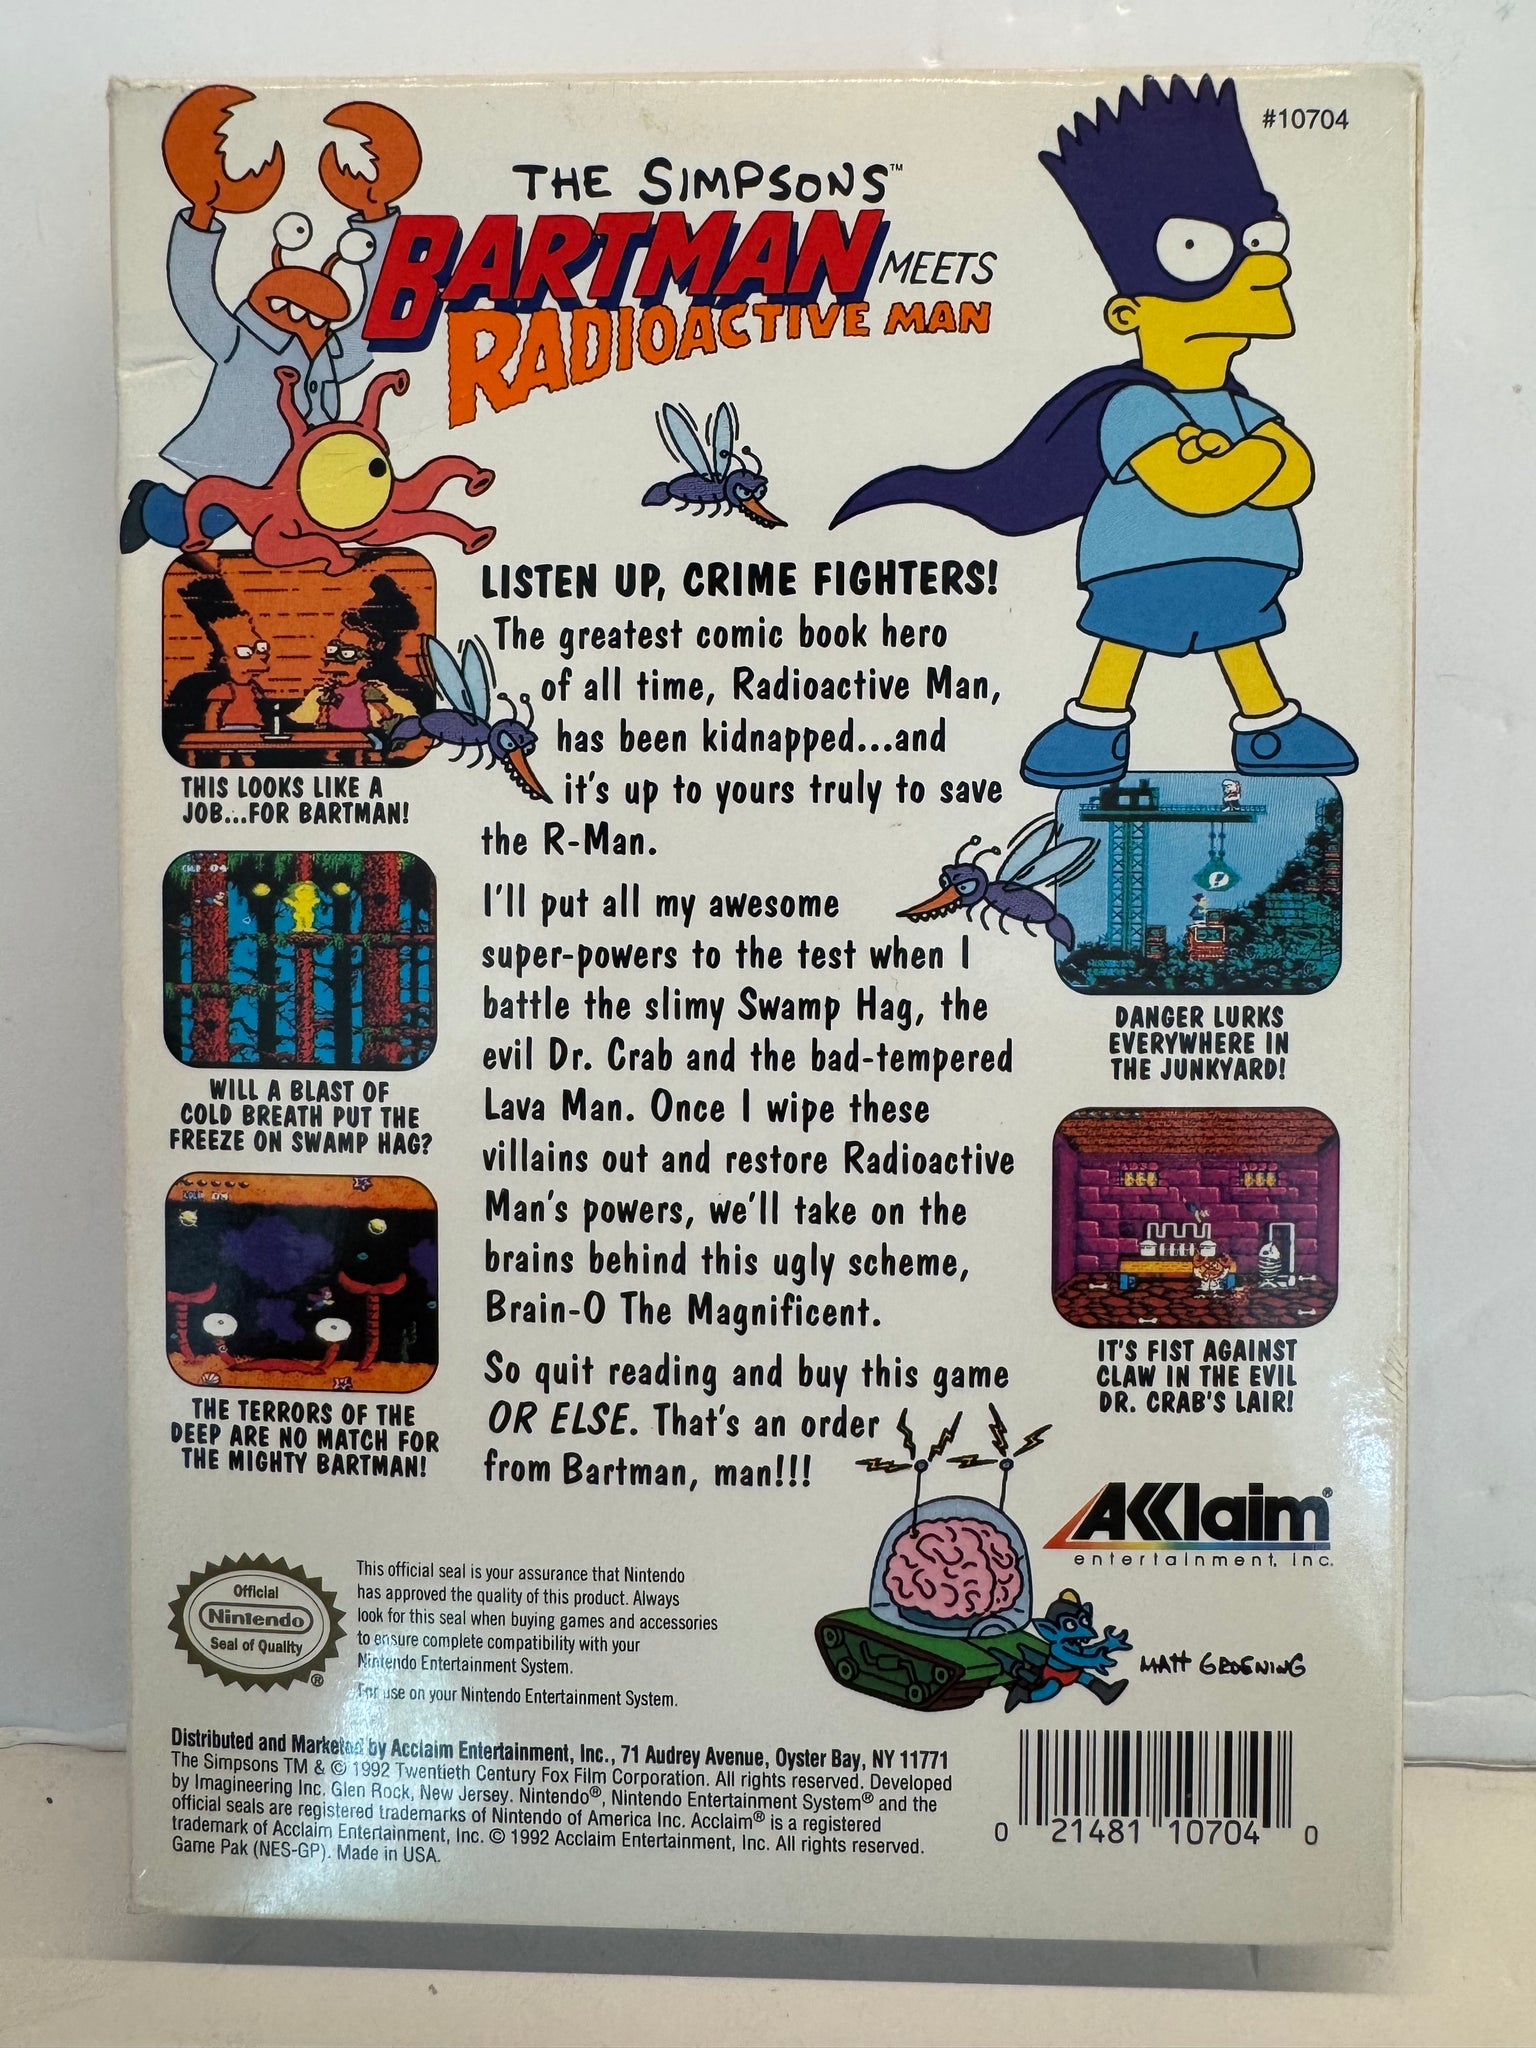 #10704
THE SIMPSONS™
BARTMAN MEETS
RADIOACTIVE MAN
LISTEN UP, CRIME FIGHTERS!
The greatest comic book hero
of all time, Radioactive Man,
has been kidnapped...and
it's up to yours truly to save
the R-Man.
I'll put all my awesome
super-powers to the test when I
battle the slimy Swamp Hag, the
evil Dr. Crab and the bad-tempered
Lava Man. Once I wipe these
villains out and restore Radioactive
Man's powers, we'll take on the
brains behind this ugly scheme,
Brain-O The Magnificent.
So quit reading and buy this game
OR ELSE. That's an order
from Bartman, man!!!
THIS LOOKS LIKE A
JOB...FOR BARTMAN!
WILL A BLAST OF
COLD BREATH PUT THE
FREEZE ON SWAMP HAG?
THE TERRORS OF THE
DEEP ARE NO MATCH FOR
THE MIGHTY BARTMAN!
DANGER LURKS
EVERYWHERE IN
THE JUNKYARD!
IT'S FIST AGAINST
CLAW IN THE EVIL
DR. CRAB'S LAIR!
AKKlaim®
entertainment, inc.
MATT GROENING
Official
Nintendo
Seal of Quality
®
This official seal is your assurance that Nintendo
has approved the quality of this product. Always
look for this seal when buying games and accessories
to ensure complete compatibility with your
Nintendo Entertainment System.
For use on your Nintendo Entertainment System.
Distributed and Marketed by Acclaim Entertainment, Inc., 71 Audrey Avenue, Oyster Bay, NY 11771
The Simpsons TM & © 1992 Twentieth Century Fox Film Corporation. All rights reserved. Developed
by Imagineering Inc. Glen Rock, New Jersey. Nintendo®, Nintendo Entertainment System® and the
official seals are registered trademarks of Nintendo of America Inc. Acclaim® is a registered
trademark of Acclaim Entertainment, Inc. © 1992 Acclaim Entertainment, Inc. All rights reserved.
Game Pak (NES-GP). Made in USA.
0 21481 10704 0